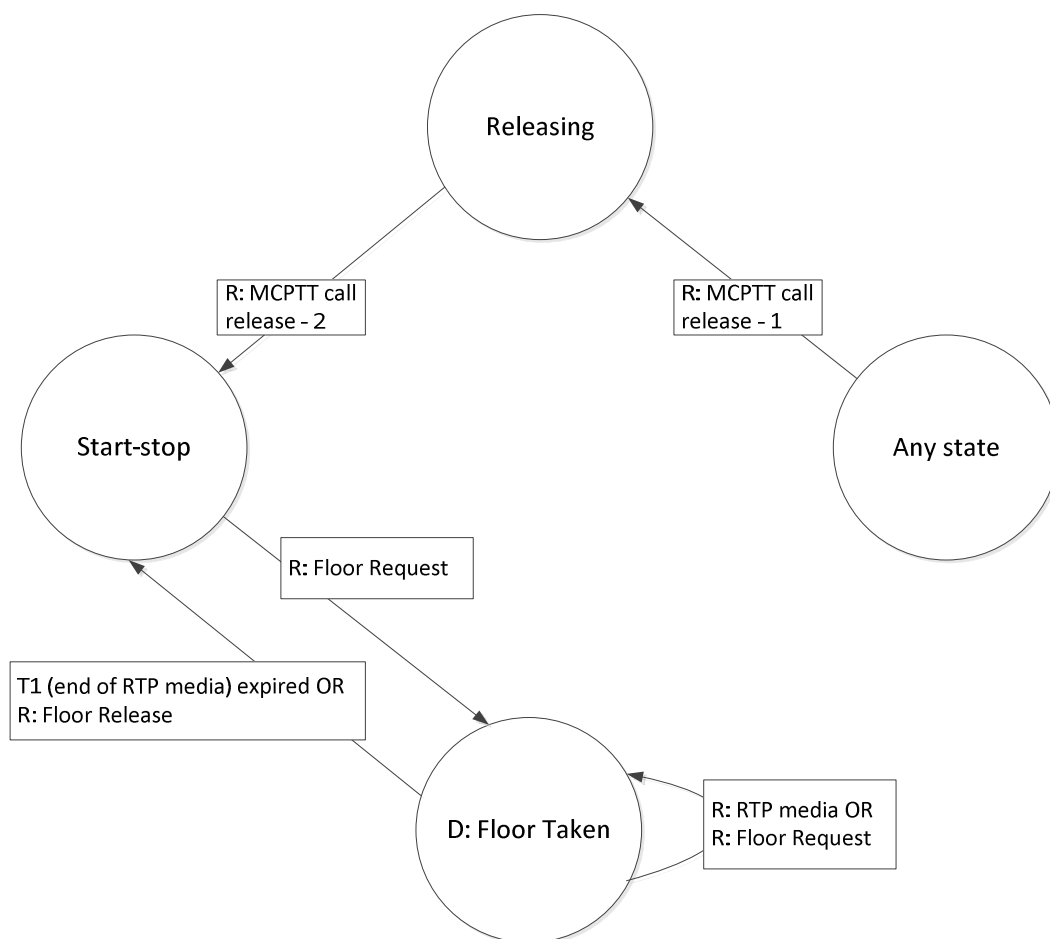 Releasing
R: MCPTT call
release - 2
R: MCPTT call
release - 1
Start-stop
Any state
R: Floor Request
T1 (end of RTP media) expired OR
R: Floor Release
D: Floor Taken
R: RTP media OR
R: Floor Request